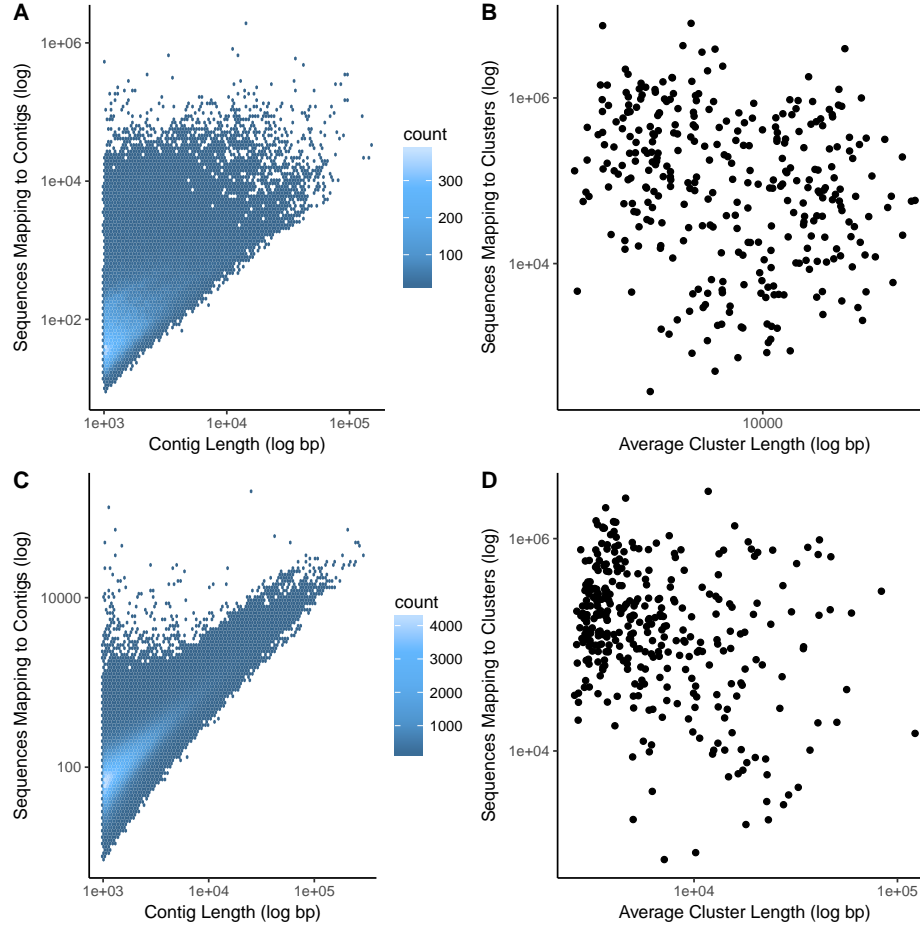 A
Sequences Mapping to Contigs (log)
1e+06
1e+04
1e+02
1e+03
1e+04
1e+05
Contig Length (log bp)
count
300
200
100
B
Sequences Mapping to Clusters (log)
1e+06
1e+04
10000
Average Cluster Length (log bp)
C
Sequences Mapping to Contigs (log)
10000
100
1e+03
1e+04
1e+05
Contig Length (log bp)
count
4000
3000
2000
1000
D
Sequences Mapping to Clusters (log)
1e+06
1e+04
1e+04
1e+05
Average Cluster Length (log bp)